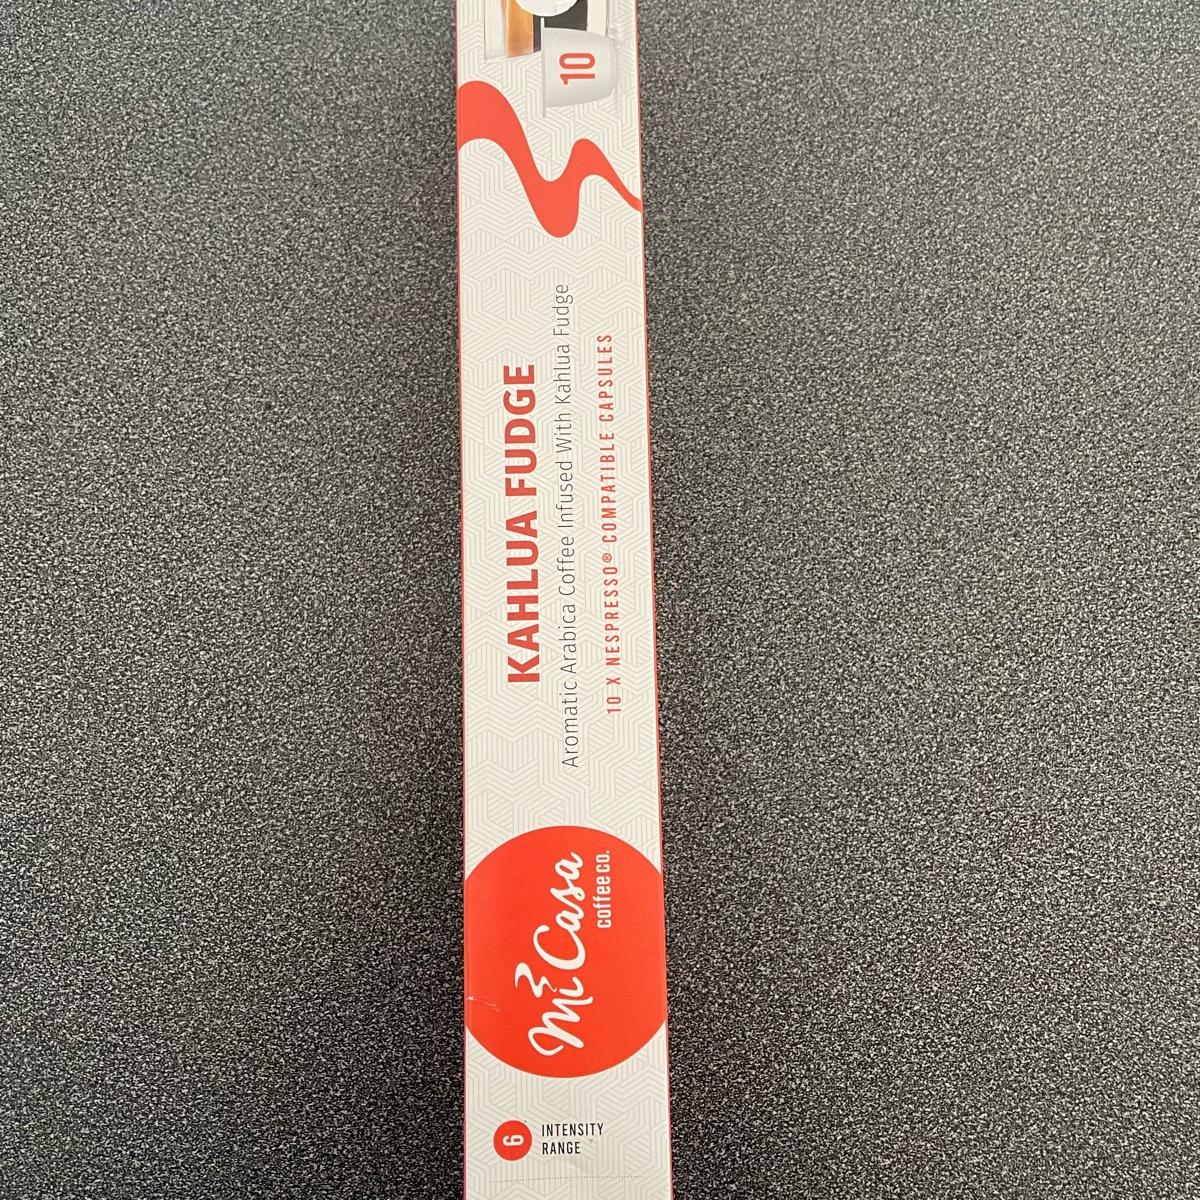 6
INTENSITY
RANGE
mi Casa
coffee co.
KAHLUA FUDGE
Aromatic Arabica Coffee Infused With Kahlua Fudge
10 X NESPRESSO® COMPATIBLE CAPSULES
10